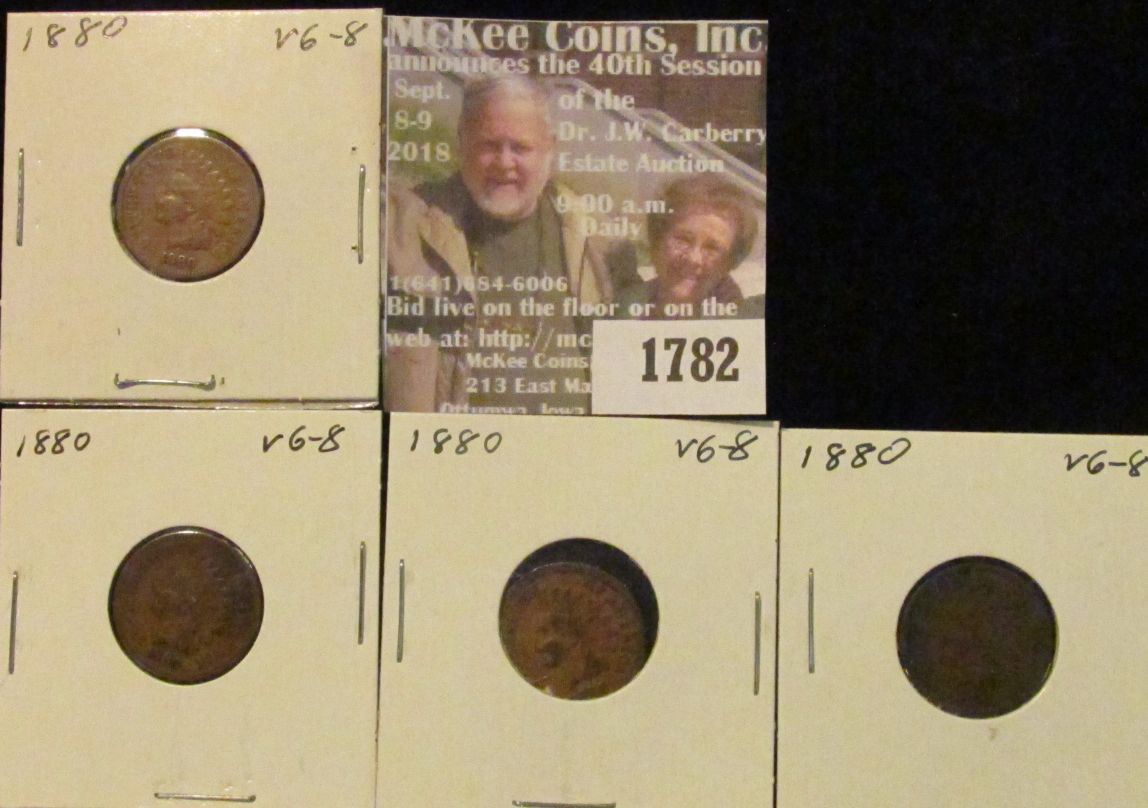 1880 VG-8
McKee Coins, Inc.
announces the 40th Session
Sept. of the
8-9 Dr. J.W. Carberry
2018 Estate Auction
9:00 a.m.
Daily
1(641)684-6006
Bid live on the floor or on the
web at: http://mc
McKee Coins
213 East Ma
Ottumwa, Iowa
1782
1880 VG-8
1880 VG-8
1880 VG-8
1880